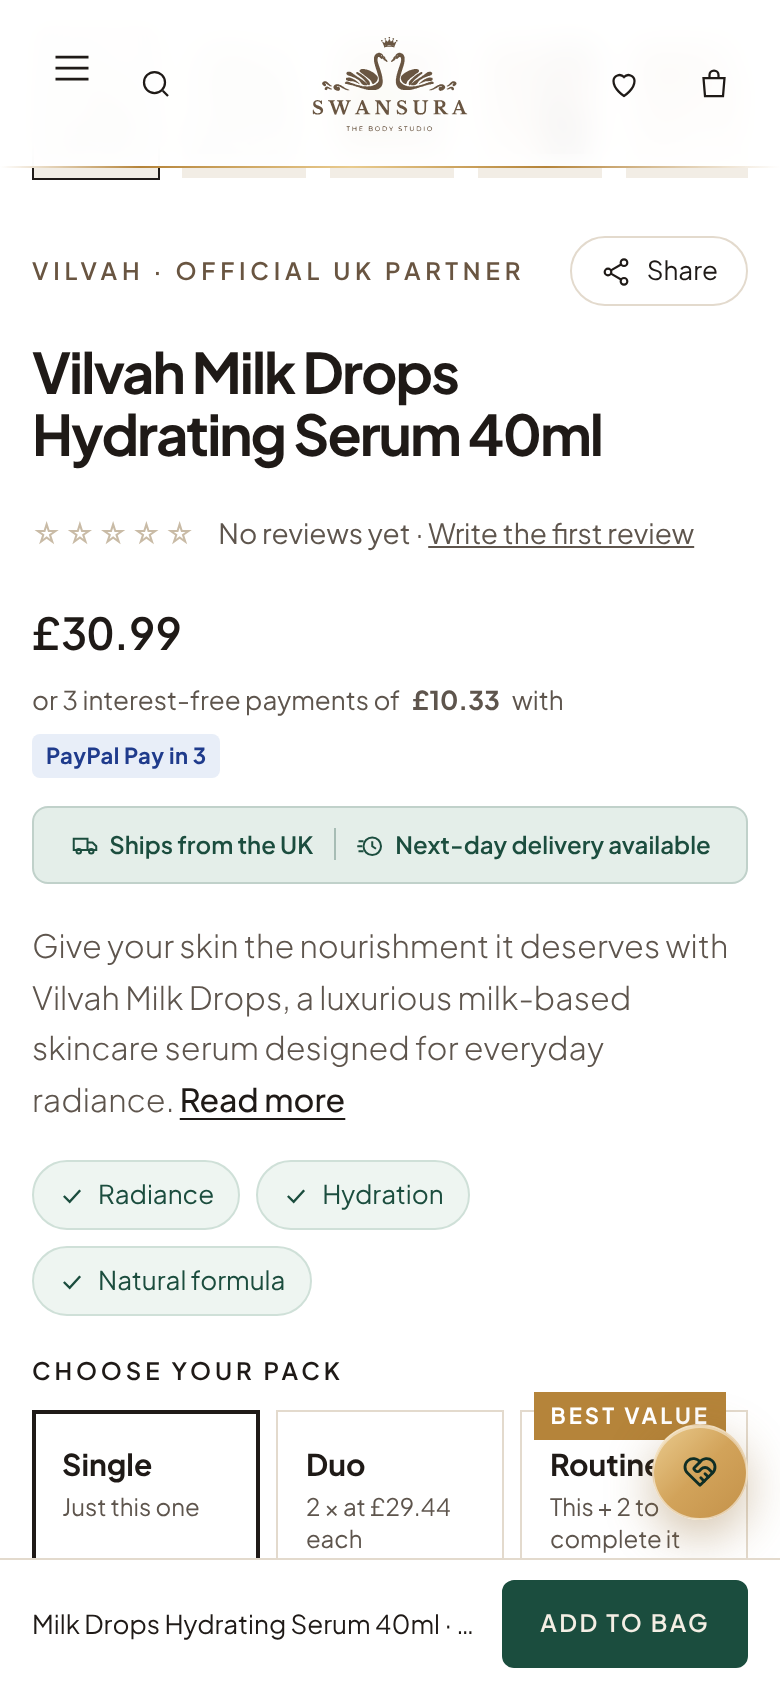 SWANSURA
THE BODY STUDIO
VILVAH · OFFICIAL UK PARTNER
Share
Vilvah Milk Drops
Hydrating Serum 40ml
No reviews yet · Write the first review
£30.99
or 3 interest-free payments of £10.33 with
PayPal Pay in 3
Ships from the UK
Next-day delivery available
Give your skin the nourishment it deserves with
Vilvah Milk Drops, a luxurious milk-based
skincare serum designed for everyday
radiance. Read more
Radiance
Hydration
Natural formula
CHOOSE YOUR PACK
Single
Just this one
Duo
2 × at £29.44
each
BEST VALUE
Routine
This + 2 to
complete it
Milk Drops Hydrating Serum 40ml · ...
ADD TO BAG